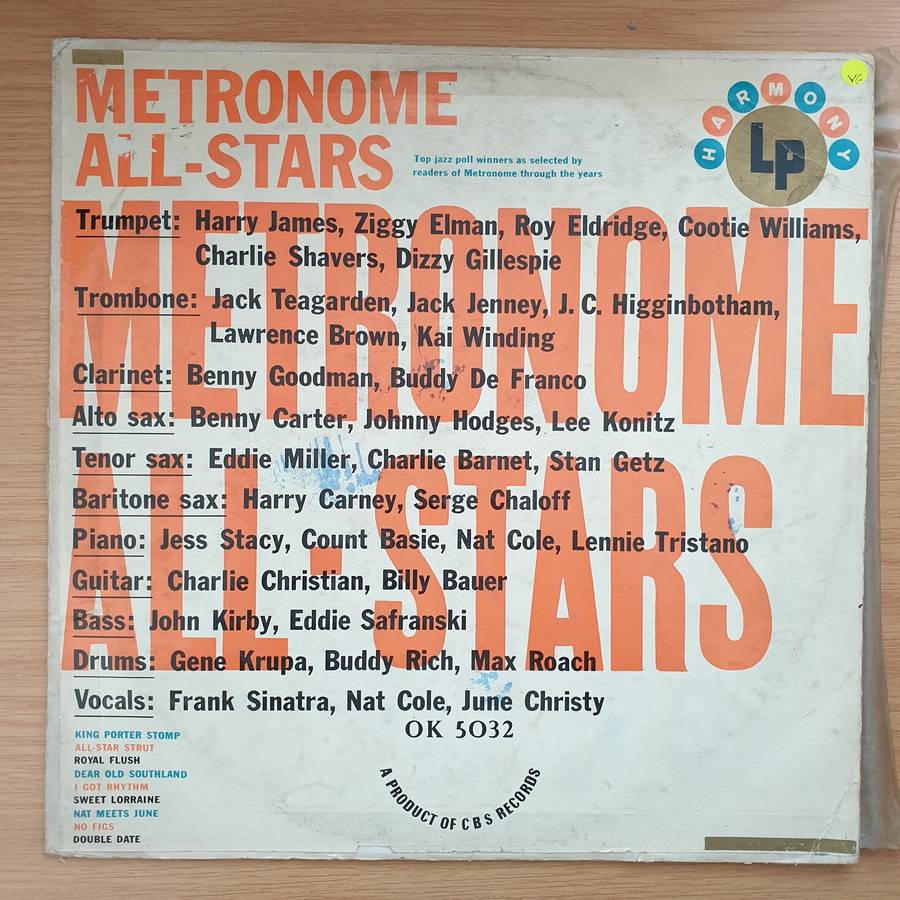 METRONOME
ALL-STARS
Top jazz poll winners as selected by
readers of Metronome through the years
HARMONY
LP
VG
METRONOME
ALL-STARS
Trumpet: Harry James, Ziggy Elman, Roy Eldridge, Cootie Williams,
Charlie Shavers, Dizzy Gillespie
Trombone: Jack Teagarden, Jack Jenney, J. C. Higginbotham,
Lawrence Brown, Kai Winding
Clarinet: Benny Goodman, Buddy De Franco
Alto sax: Benny Carter, Johnny Hodges, Lee Konitz
Tenor sax: Eddie Miller, Charlie Barnet, Stan Getz
Baritone sax: Harry Carney, Serge Chaloff
Piano: Jess Stacy, Count Basie, Nat Cole, Lennie Tristano
Guitar: Charlie Christian, Billy Bauer
Bass: John Kirby, Eddie Safranski
Drums: Gene Krupa, Buddy Rich, Max Roach
Vocals: Frank Sinatra, Nat Cole, June Christy
OK 5032
KING PORTER STOMP
ALL-STAR STRUT
ROYAL FLUSH
DEAR OLD SOUTHLAND
I GOT RHYTHM
SWEET LORRAINE
NAT MEETS JUNE
NO FIGS
DOUBLE DATE
A PRODUCT OF CBS RECORDS